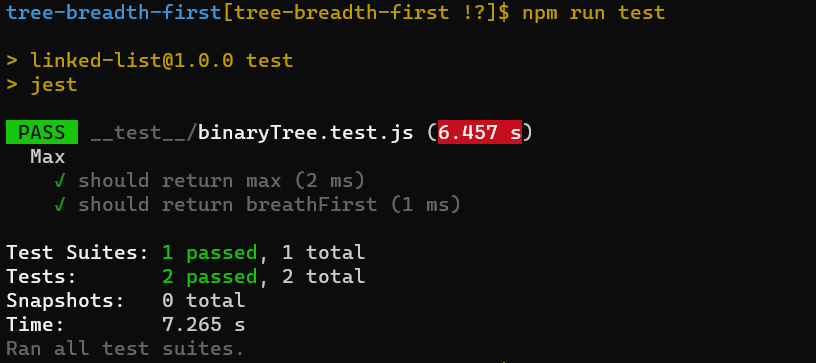 tree-breadth-first[tree-breadth-first !?]$ npm run test
> linked-list@1.0.0 test
> jest
PASS __test__/binaryTree.test.js (6.457 s)
Max
√ should return max (2 ms)
√ should return breathFirst (1 ms)
Test Suites: 1 passed, 1 total
Tests: 2 passed, 2 total
Snapshots: 0 total
Time: 7.265 s
Ran all test suites.